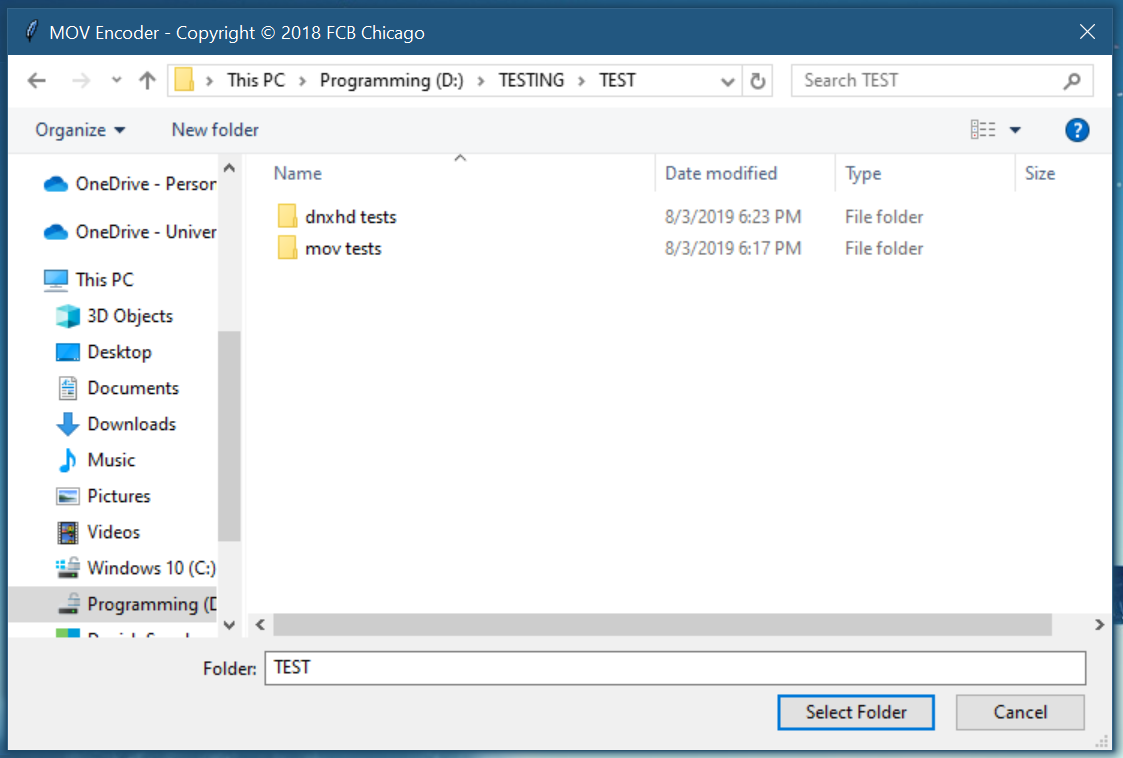 MOV Encoder - Copyright © 2018 FCB Chicago
This PC > Programming (D:) > TESTING > TEST
Search TEST
Organize
New folder
?
OneDrive - Person
OneDrive - Univer
This PC
3D Objects
Desktop
Documents
Downloads
Music
Pictures
Videos
Windows 10 (C:)
Programming (D
Name Date modified Type Size
dnxhd tests 8/3/2019 6:23 PM File folder
mov tests 8/3/2019 6:17 PM File folder
Folder: TEST
Select Folder
Cancel